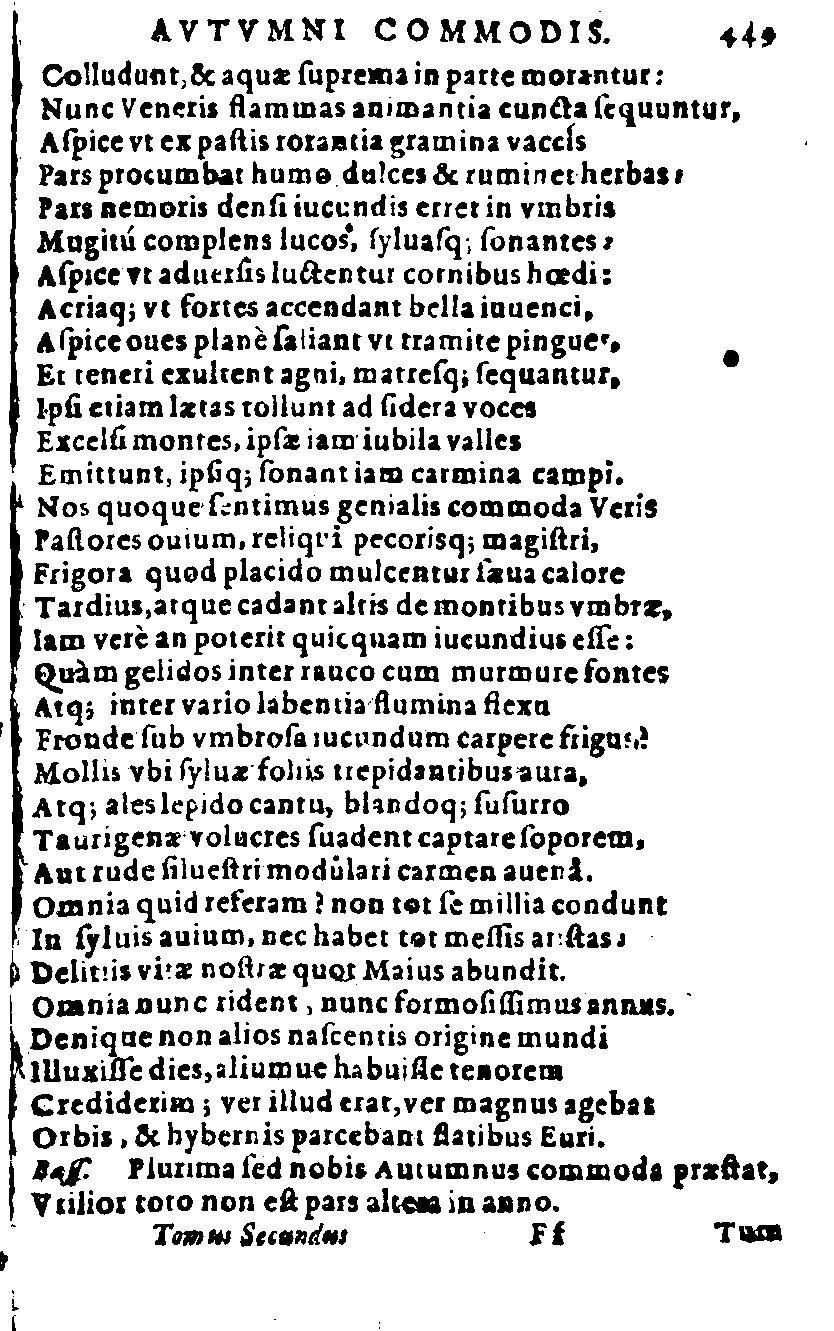 AVTVMNI COMMODIS. 449
Colludunt, & aquæ ſuprema in parte morantur:
Nunc Veneris flammas animantia cuncta ſequuntur,
Aſpice vt ex paſtis rorantia gramina vaccis
Pars procumbat humo dulces & ruminet herbas,
Pars nemoris denſi iucundis erret in vmbris
Mugitú complens lucos, ſyluaſq; ſonantes,
Aſpice vt aduerſis luctentur cornibus hœdi:
Acriaq; vt fortes accendant bella iuuenci,
Aſpice oues planè ſaliant vt tramite pingues,
Et teneri exultent agni, matreſq; ſequantur,
Ipſi etiam lætas tollunt ad ſidera voces
Excelſi montes, ipſæ iam iubila valles
Emittunt, ipſiq; ſonant iam carmina campi.
Nos quoque ſentimus genialis commoda Veris
Paſtores ouium, reliqui pecorisq; magiſtri,
Frigora quod placido mulcentur ſæua calore
Tardius, atque cadant altis de montibus vmbræ,
Iam verè an poterit quicquam iucundius eſſe:
Quàm gelidos inter rauco cum murmure fontes
Atq; inter vario labentia flumina flexu
Fronde ſub vmbroſa iucundum carpere frigus?
Mollis vbi ſyluæ foliis trepidantibus aura,
Atq; ales lepido cantu, blandoq; ſuſurro
Taurigenæ volucres ſuadent captare ſoporem,
Aut rude ſilueſtri modulari carmen auenâ.
Omnia quid referam? non tot ſe millia condunt
In ſyluis auium, nec habet tot meſſis ariſtas,
Delitiis vitæ noſtræ quot Maius abundit.
Omnia nunc rident, nunc formoſiſſimus annus.
Denique non alios naſcentis origine mundi
Illuxiſſe dies, aliumue habuiſſe tenorem
Crediderim; ver illud erat, ver magnus agebat
Orbis, & hybernis parcebant flatibus Euri.
Baſſ. Plurima ſed nobis Autumnus commoda præſtat,
Vtilior toto non eſt pars altera in anno.
Tomus Secundus Ff Tum